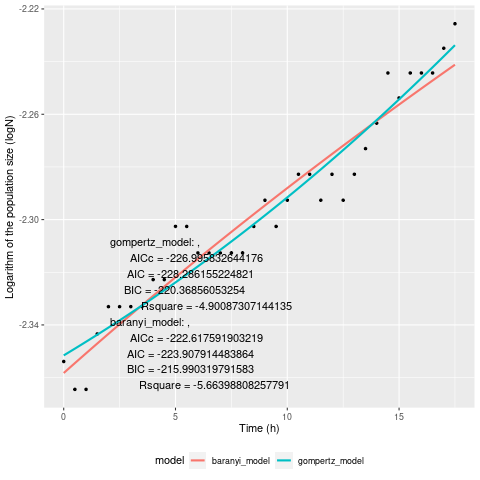 -2.22
-2.26
-2.30
-2.34
Logarithm of the population size (logN)
gompertz_model: ,
AICc = -226.995832644176
AIC = -228.286155224821
BIC = -220.36856053254
Rsquare = -4.90087307144135
baranyi_model: ,
AICc = -222.617591903219
AIC = -223.907914483864
BIC = -215.990319791583
Rsquare = -5.66398808257791
0 5 10 15
Time (h)
model baranyi_model gompertz_model